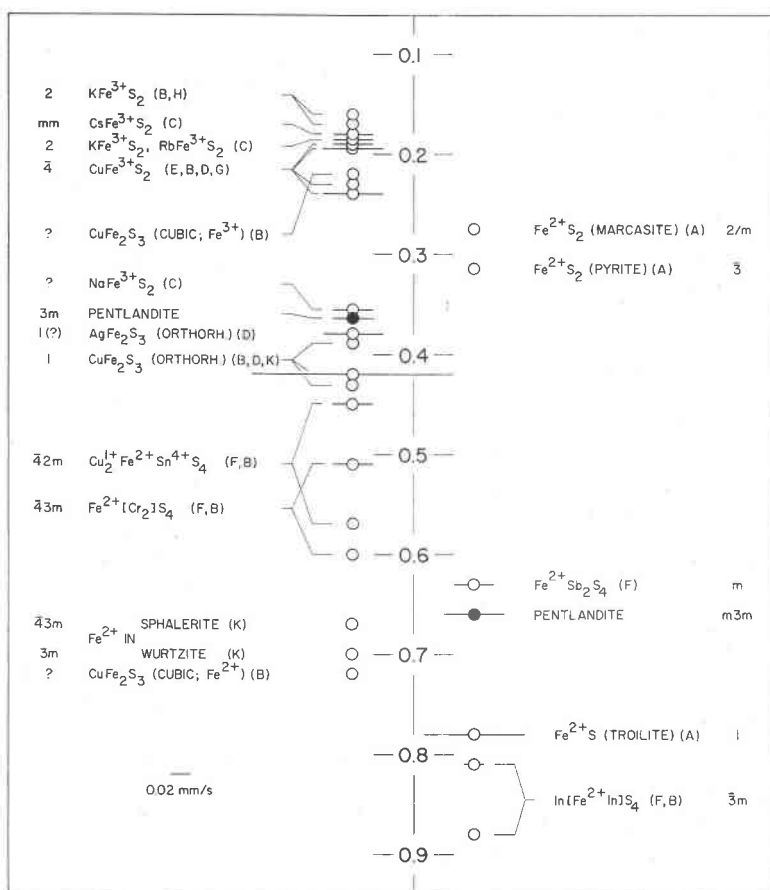 0.1
2 KFe³⁺S₂ (B,H)
mm CsFe³⁺S₂ (C)
2 KFe³⁺S₂, RbFe³⁺S₂ (C)
0.2
4̄ CuFe³⁺S₂ (E,B,D,G)
? CuFe₂S₃ (CUBIC; Fe³⁺) (B)
Fe²⁺S₂ (MARCASITE) (A) 2/m
0.3
Fe²⁺S₂ (PYRITE) (A) 3̄
? NaFe³⁺S₂ (C)
3m PENTLANDITE
1(?) AgFe₂S₃ (ORTHORH.) (D)
0.4
1 CuFe₂S₃ (ORTHORH.) (B,D,K)
0.5
4̄2m Cu₂¹⁺Fe²⁺Sn⁴⁺S₄ (F,B)
4̄3m Fe²⁺[Cr₂]S₄ (F,B)
0.6
Fe²⁺Sb₂S₄ (F) m
PENTLANDITE m3m
4̄3m SPHALERITE (K)
Fe²⁺ IN
3m WURTZITE (K)
0.7
? CuFe₂S₃ (CUBIC; Fe²⁺) (B)
Fe²⁺S (TROILITE) (A) 1
0.8
0.02 mm/s
In[Fe²⁺In]S₄ (F,B) 3̄m
0.9